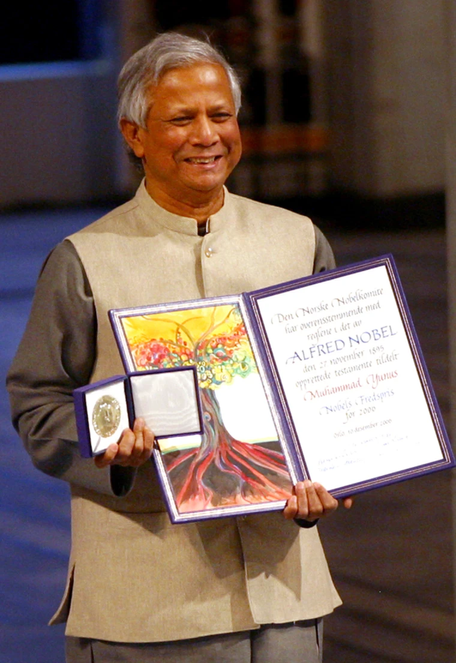 Den Norske Nobelkomite
har overensstemmende med
reglene i det av
ALFRED NOBEL
den 27. november 1895
opprettede testamente tildelt
Muhammad Yunus
Nobels Fredspris
for 2006
Oslo, 10. desember 2006